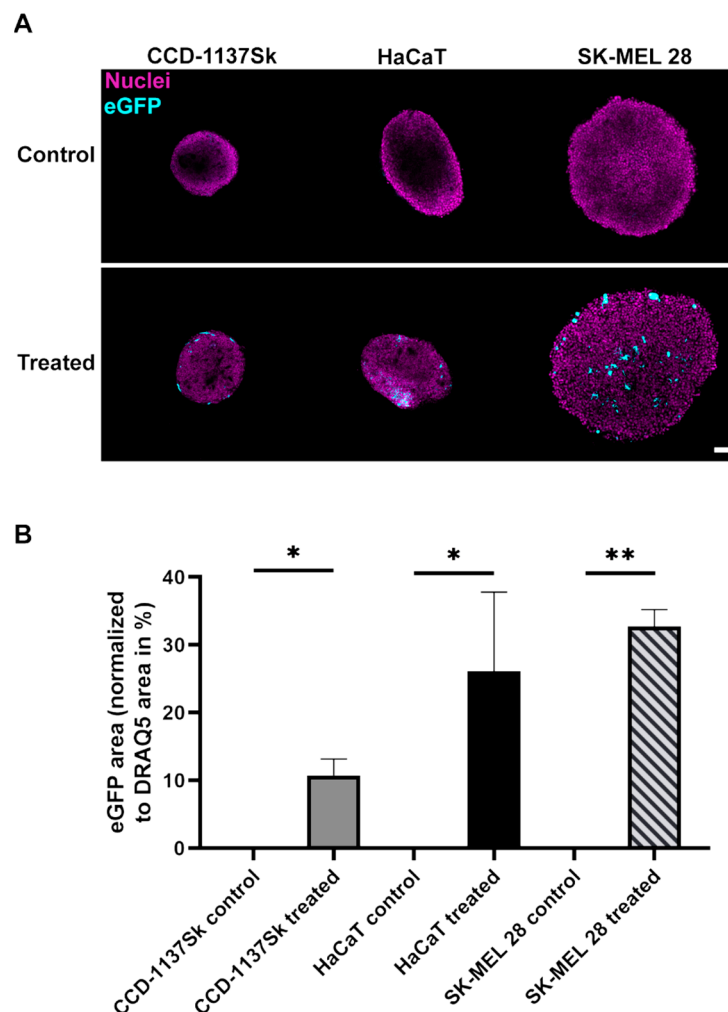 A
CCD-1137Sk HaCaT SK-MEL 28
Nuclei
eGFP
Control
Treated
B
* * **
eGFP area (normalized
to DRAQ5 area in %)
40
30
20
10
0
CCD-1137Sk control
CCD-1137Sk treated
HaCaT control
HaCaT treated
SK-MEL 28 control
SK-MEL 28 treated